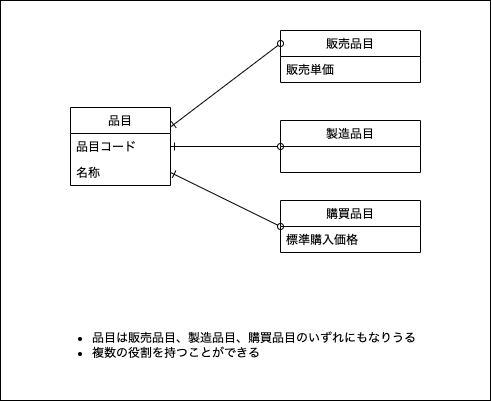 販売品目
販売単価
品目
品目コード
名称
製造品目
購買品目
標準購入価格
• 品目は販売品目、製造品目、購買品目のいずれにもなりうる
• 複数の役割を持つことができる